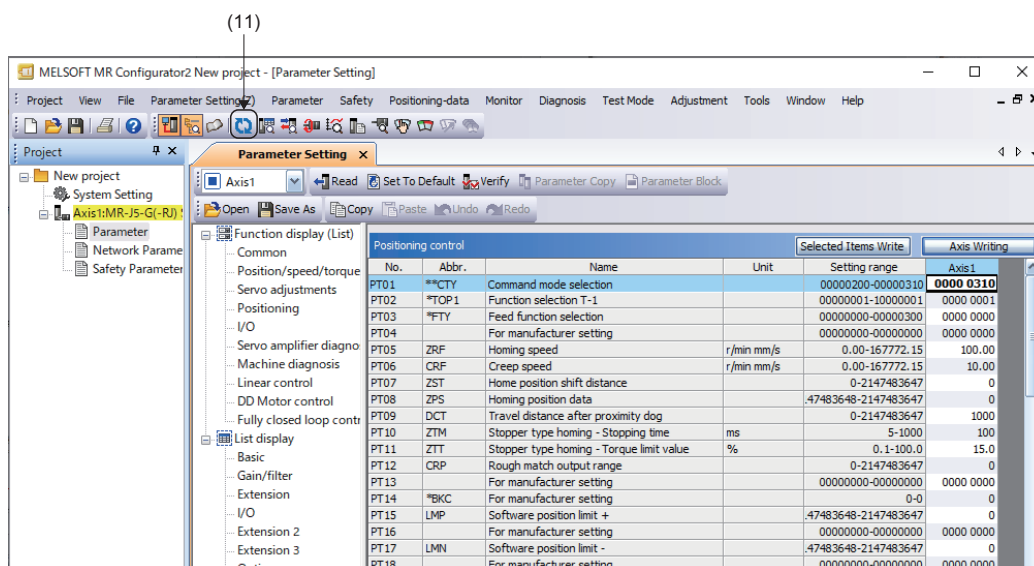 (11)
MELSOFT MR Configurator2 New project - [Parameter Setting]
Project View File Parameter Setting(Z) Parameter Safety Positioning-data Monitor Diagnosis Test Mode Adjustment Tools Window Help
Project
Parameter Setting
New project
System Setting
Axis1:MR-J5-G(-RJ)
Parameter
Network Parame
Safety Parameter
Axis1 Read Set To Default Verify Parameter Copy Parameter Block
Open Save As Copy Paste Undo Redo
Function display (List)
Common
Position/speed/torque
Servo adjustments
Positioning
I/O
Servo amplifier diagno
Machine diagnosis
Linear control
DD Motor control
Fully closed loop contr
List display
Basic
Gain/filter
Extension
I/O
Extension 2
Extension 3
Positioning control Selected Items Write Axis Writing
No. Abbr. Name Unit Setting range Axis1
PT01 **CTY Command mode selection 00000200-00000310 0000 0310
PT02 *TOP1 Function selection T-1 00000001-10000001 0000 0001
PT03 *FTY Feed function selection 00000000-00000300 0000 0000
PT04 For manufacturer setting 00000000-00000000 0000 0000
PT05 ZRF Homing speed r/min mm/s 0.00-167772.15 100.00
PT06 CRF Creep speed r/min mm/s 0.00-167772.15 10.00
PT07 ZST Home position shift distance 0-2147483647 0
PT08 ZPS Homing position data .47483648-2147483647 0
PT09 DCT Travel distance after proximity dog 0-2147483647 1000
PT10 ZTM Stopper type homing - Stopping time ms 5-1000 100
PT11 ZTT Stopper type homing - Torque limit value % 0.1-100.0 15.0
PT12 CRP Rough match output range 0-2147483647 0
PT13 For manufacturer setting 00000000-00000000 0000 0000
PT14 *BKC For manufacturer setting 0-0 0
PT15 LMP Software position limit + .47483648-2147483647 0
PT16 For manufacturer setting 00000000-00000000 0000 0000
PT17 LMN Software position limit - .47483648-2147483647 0
PT18 For manufacturer setting 00000000-00000000 0000 0000